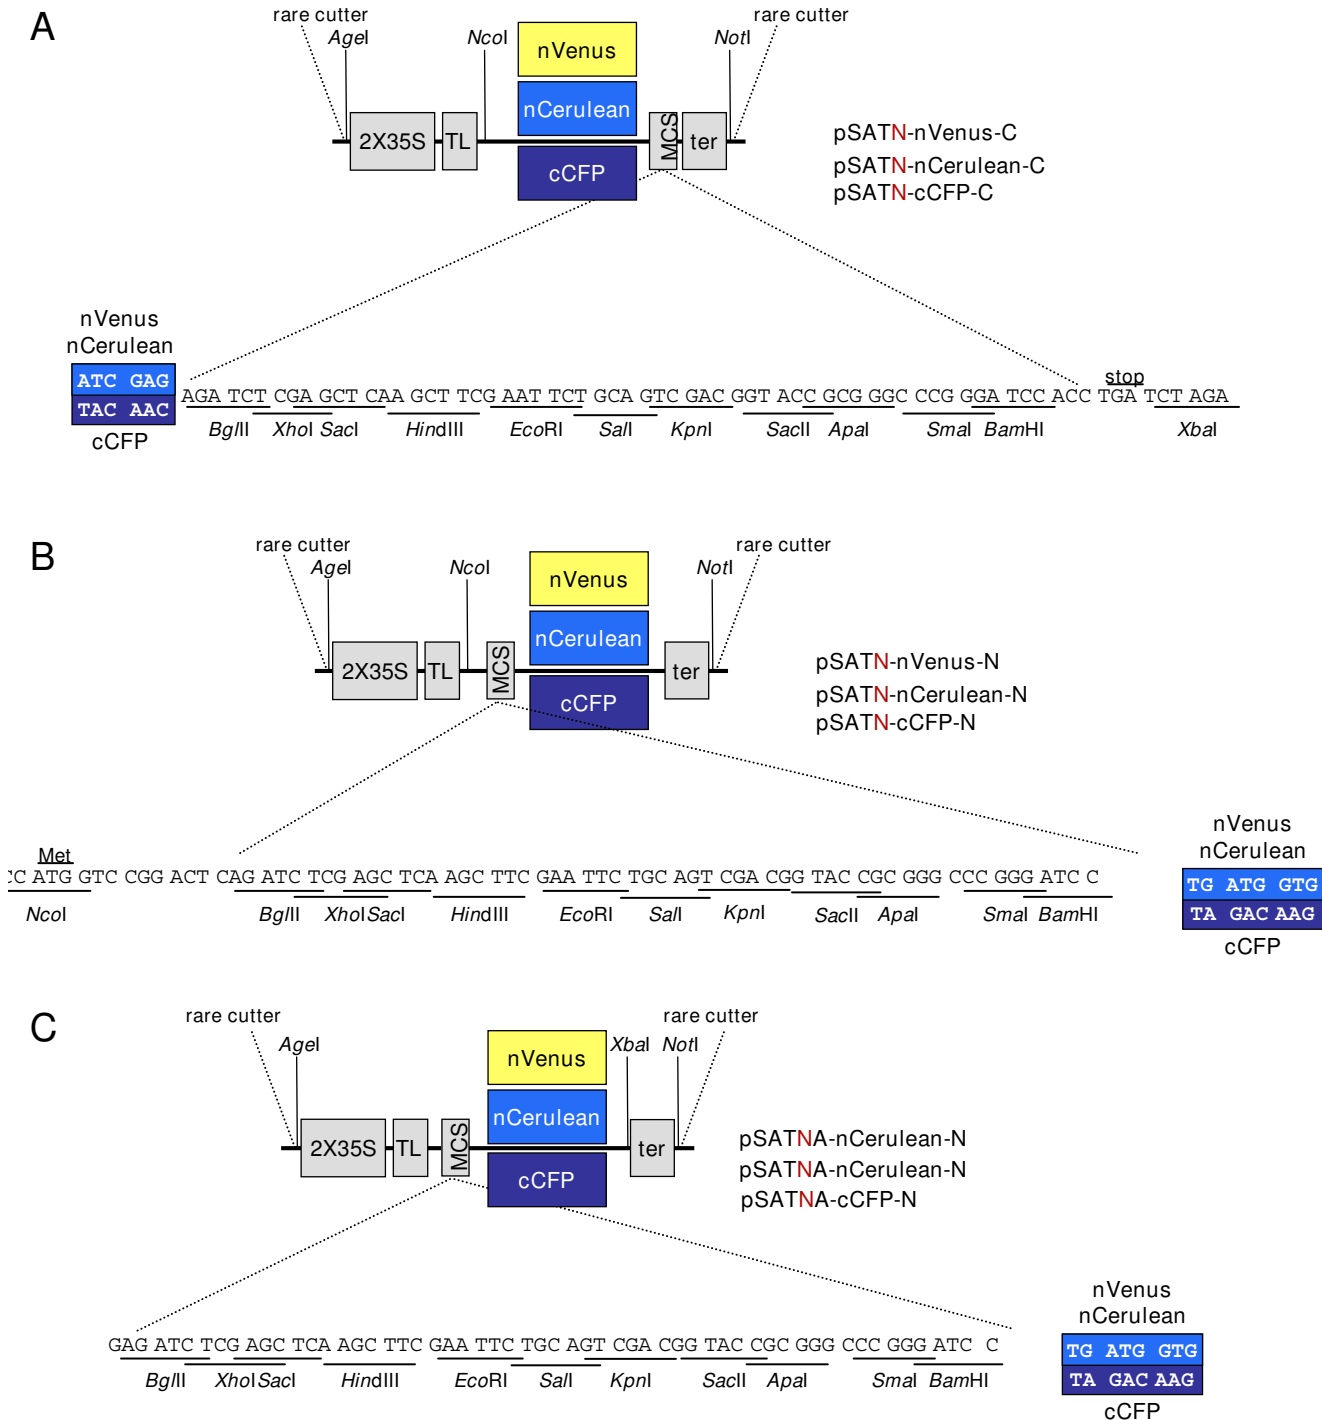 A
rare cutter
rare cutter
AgeI
NcoI
NotI
nVenus
nCerulean
2X35S
TL
MCS
ter
cCFP
pSATN-nVenus-C
pSATN-nCerulean-C
pSATN-cCFP-C
nVenus
nCerulean
ATC GAG
TAC AAC
cCFP
stop
AGA TCT CGA GCT CAA GCT TCG AAT TCT GCA GTC GAC GGT ACC GCG GGC CCG GGA TCC ACC TGA TCT AGA
BglII XhoI SacI HindIII EcoRI SalI KpnI SacII ApaI SmaI BamHI XbaI
B
rare cutter
rare cutter
AgeI
NcoI
NotI
nVenus
nCerulean
2X35S
TL
MCS
ter
cCFP
pSATN-nVenus-N
pSATN-nCerulean-N
pSATN-cCFP-N
nVenus
nCerulean
TG ATG GTG
TA GAC AAG
cCFP
Met
CC ATG GTC CGG ACT CAG ATC TCG AGC TCA AGC TTC GAA TTC TGC AGT CGA CGG TAC CGC GGG CCC GGG ATC C
NcoI BglII XhoI SacI HindIII EcoRI SalI KpnI SacII ApaI SmaI BamHI
C
rare cutter
rare cutter
AgeI
XbaI
NotI
nVenus
nCerulean
2X35S
TL
MCS
ter
cCFP
pSATNA-nCerulean-N
pSATNA-nCerulean-N
pSATNA-cCFP-N
nVenus
nCerulean
TG ATG GTG
TA GAC AAG
cCFP
GAG ATC TCG AGC TCA AGC TTC GAA TTC TGC AGT CGA CGG TAC CGC GGG CCC GGG ATC C
BglII XhoI SacI HindIII EcoRI SalI KpnI SacII ApaI SmaI BamHI